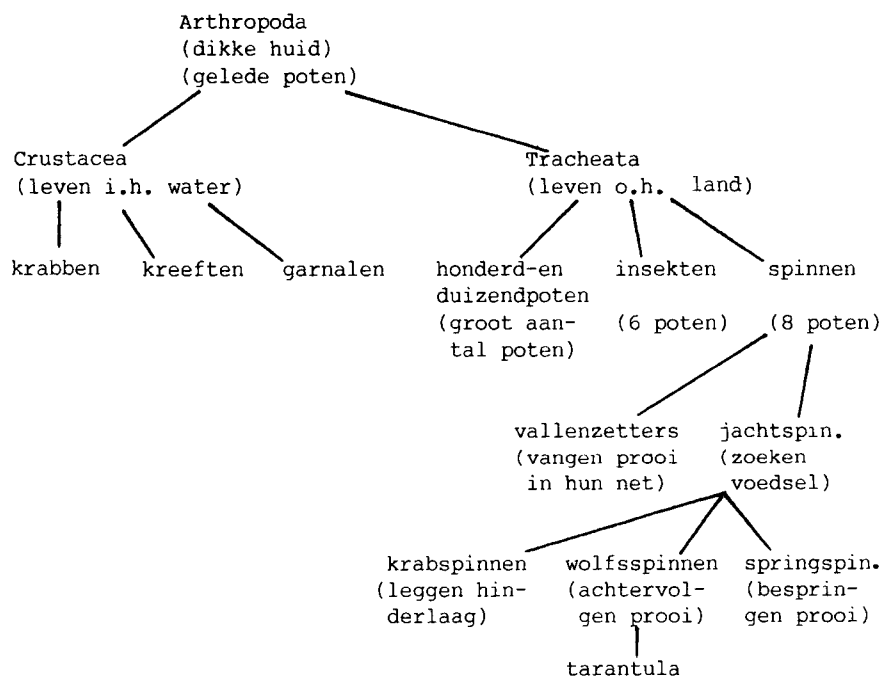 Arthropoda
(dikke huid)
(gelede poten)
Crustacea
(leven i.h. water)
Tracheata
(leven o.h. land)
krabben
kreeften
garnalen
honderd-en
duizendpoten
(groot aan-
tal poten)
insekten
(6 poten)
spinnen
(8 poten)
vallenzetters
(vangen prooi
in hun net)
jachtspin.
(zoeken
voedsel)
krabspinnen
(leggen hin-
derlaag)
wolfsspinnen
(achtervol-
gen prooi)
springspin.
(besprin-
gen prooi)
tarantula